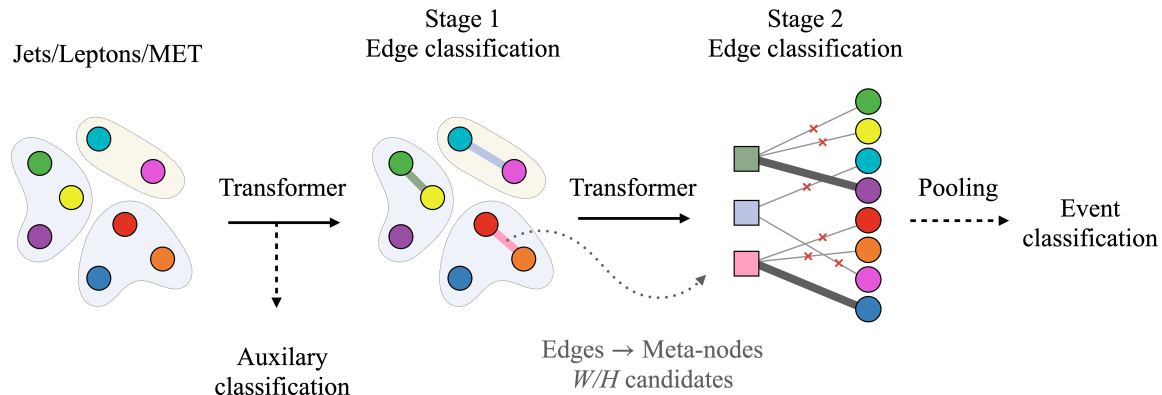 Jets/Leptons/MET
Stage 1
Edge classification
Stage 2
Edge classification
Transformer
Transformer
Pooling
Event
classification
Auxilary
classification
Edges → Meta-nodes
W/H candidates